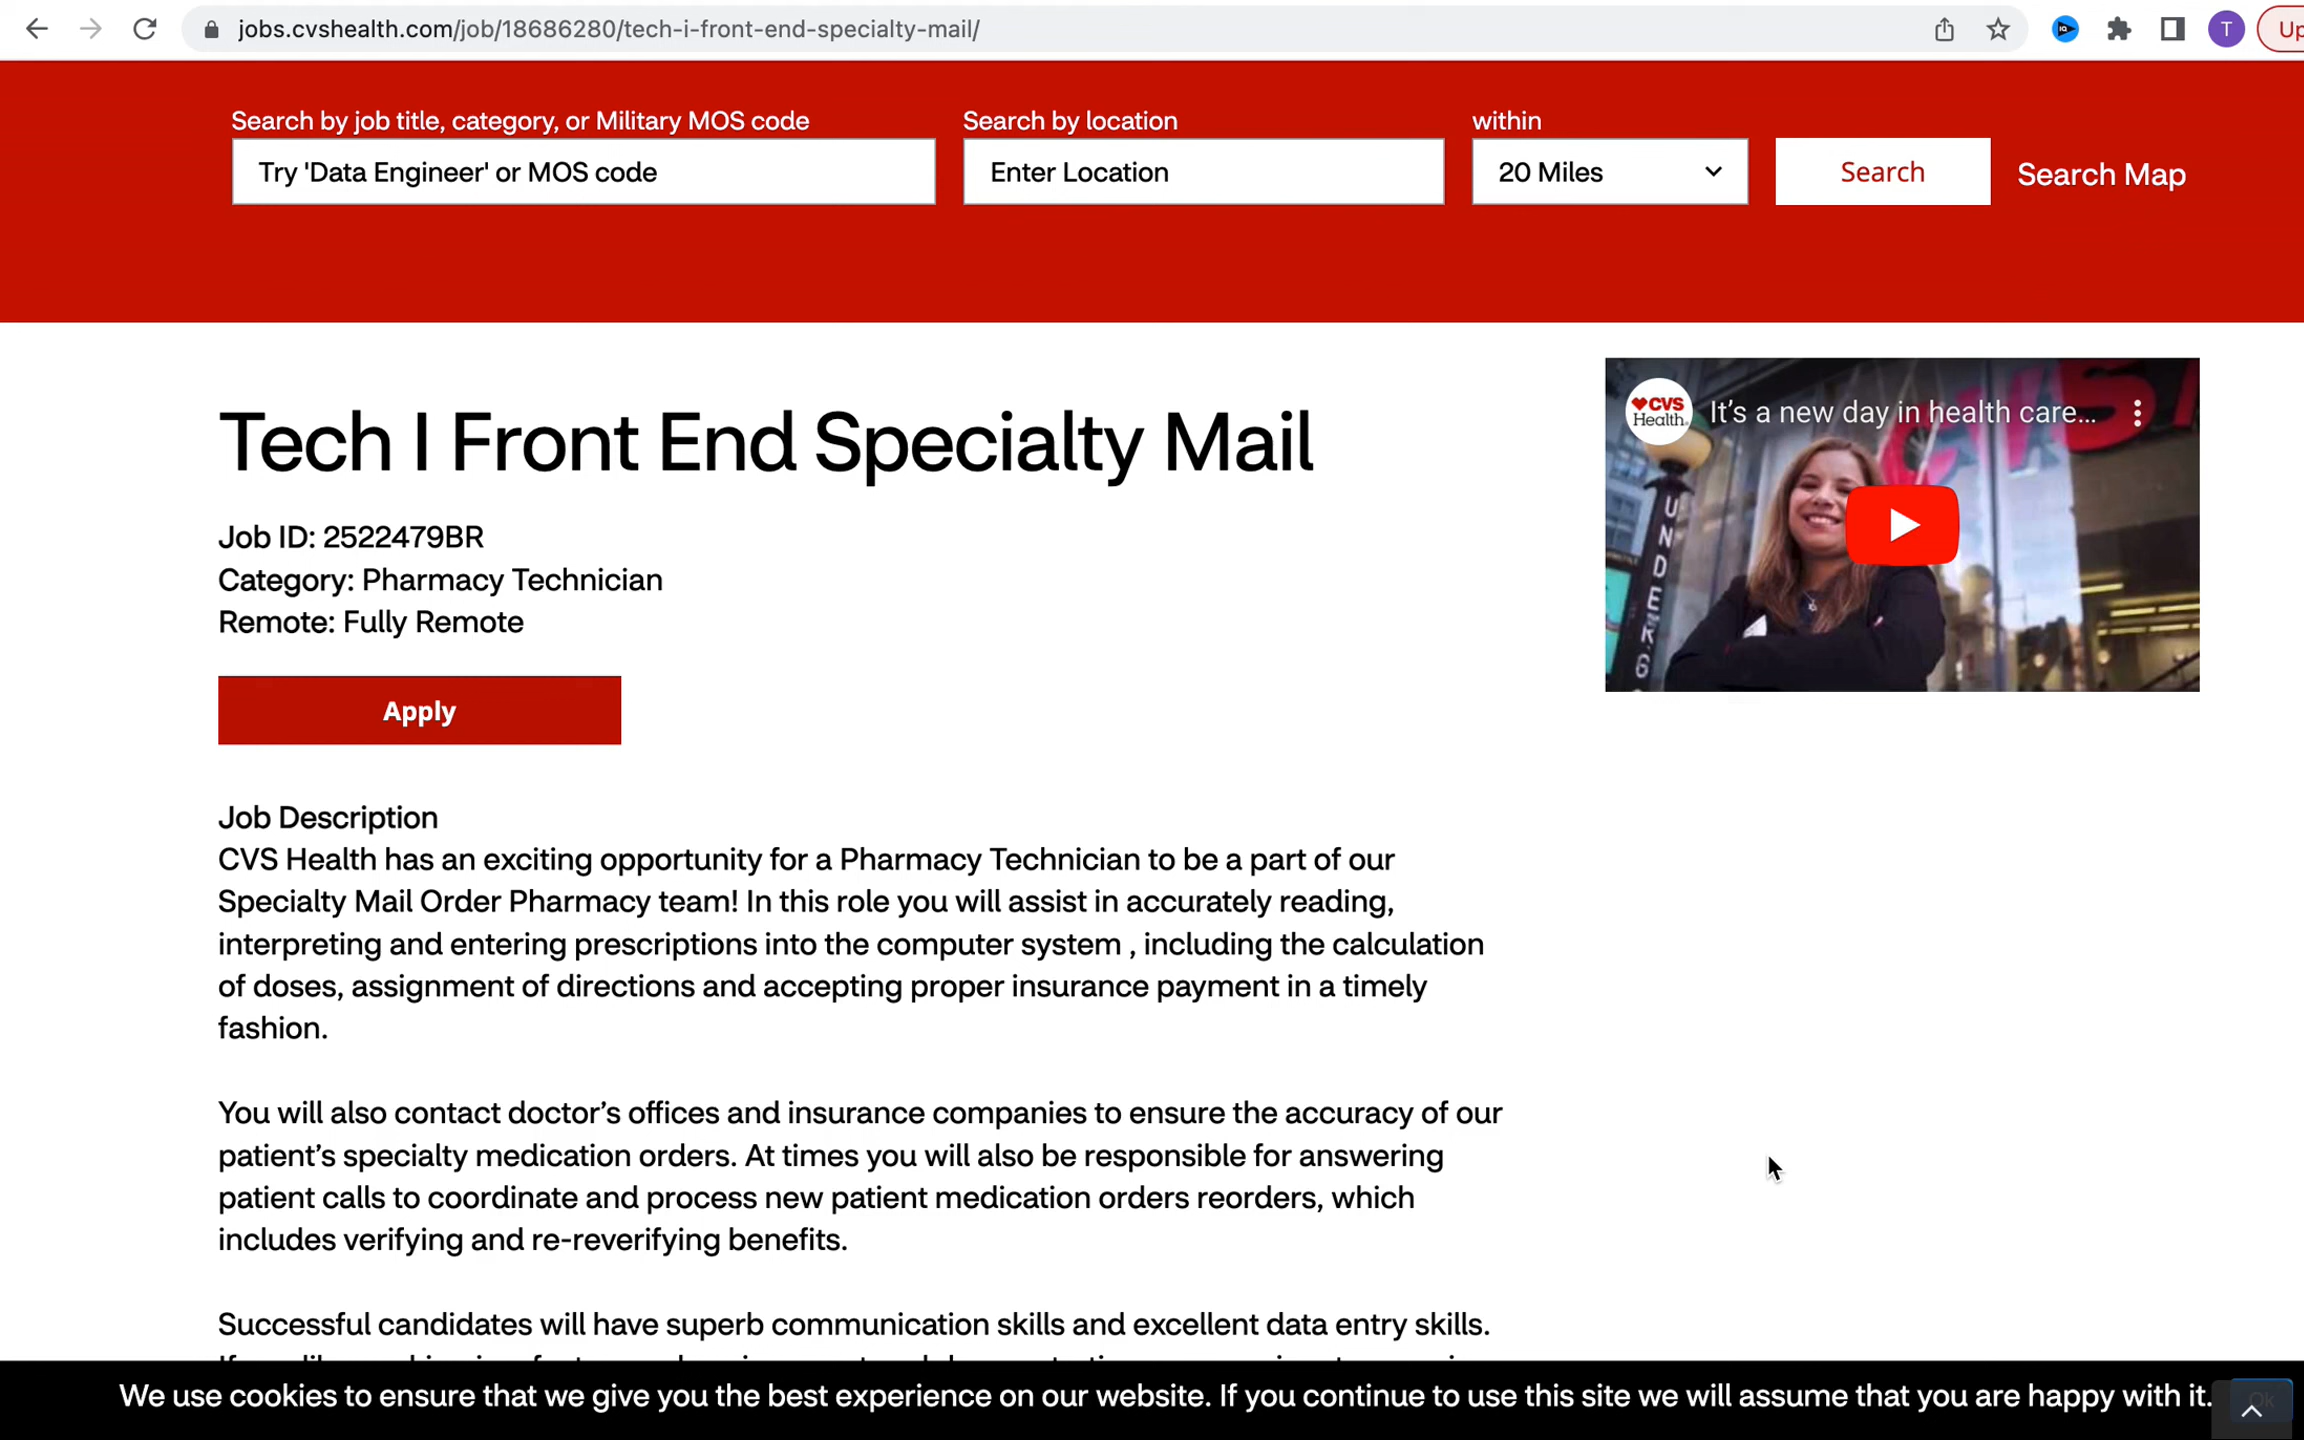 jobs.cvshealth.com/job/18686280/tech-i-front-end-specialty-mail/
T
Up
Search by job title, category, or Military MOS code
Search by location
within
Try 'Data Engineer' or MOS code
Enter Location
20 Miles
Search
Search Map
Tech I Front End Specialty Mail
CVS Health
It's a new day in health care...
CVS
UNDER
Job ID: 2522479BR
Category: Pharmacy Technician
Remote: Fully Remote
Apply
Job Description
CVS Health has an exciting opportunity for a Pharmacy Technician to be a part of our
Specialty Mail Order Pharmacy team! In this role you will assist in accurately reading,
interpreting and entering prescriptions into the computer system , including the calculation
of doses, assignment of directions and accepting proper insurance payment in a timely
fashion.
You will also contact doctor’s offices and insurance companies to ensure the accuracy of our
patient’s specialty medication orders. At times you will also be responsible for answering
patient calls to coordinate and process new patient medication orders reorders, which
includes verifying and re-reverifying benefits.
Successful candidates will have superb communication skills and excellent data entry skills.
We use cookies to ensure that we give you the best experience on our website. If you continue to use this site we will assume that you are happy with it.
Ok